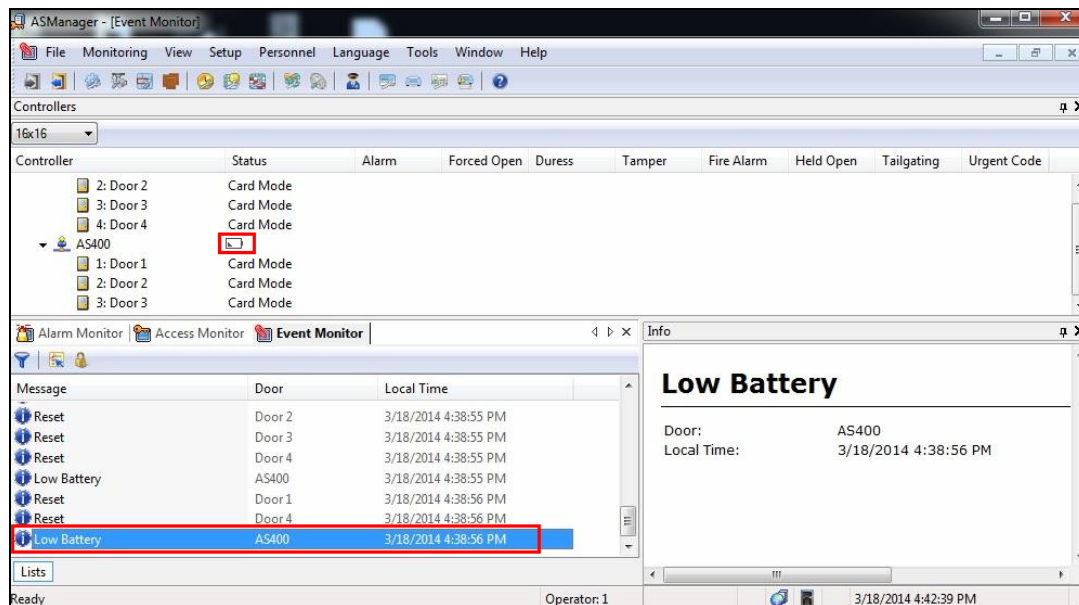 ASManager - [Event Monitor]
File Monitoring View Setup Personnel Language Tools Window Help
Controllers
16x16
Controller Status Alarm Forced Open Duress Tamper Fire Alarm Held Open Tailgating Urgent Code
2: Door 2 Card Mode
3: Door 3 Card Mode
4: Door 4 Card Mode
AS400
1: Door 1 Card Mode
2: Door 2 Card Mode
3: Door 3 Card Mode
Alarm Monitor Access Monitor Event Monitor
Message Door Local Time
Reset Door 2 3/18/2014 4:38:55 PM
Reset Door 3 3/18/2014 4:38:55 PM
Reset Door 4 3/18/2014 4:38:55 PM
Low Battery AS400 3/18/2014 4:38:55 PM
Reset Door 1 3/18/2014 4:38:56 PM
Reset Door 4 3/18/2014 4:38:56 PM
Low Battery AS400 3/18/2014 4:38:56 PM
Lists
Info
Low Battery
Door: AS400
Local Time: 3/18/2014 4:38:56 PM
Ready Operator: 1 3/18/2014 4:42:39 PM